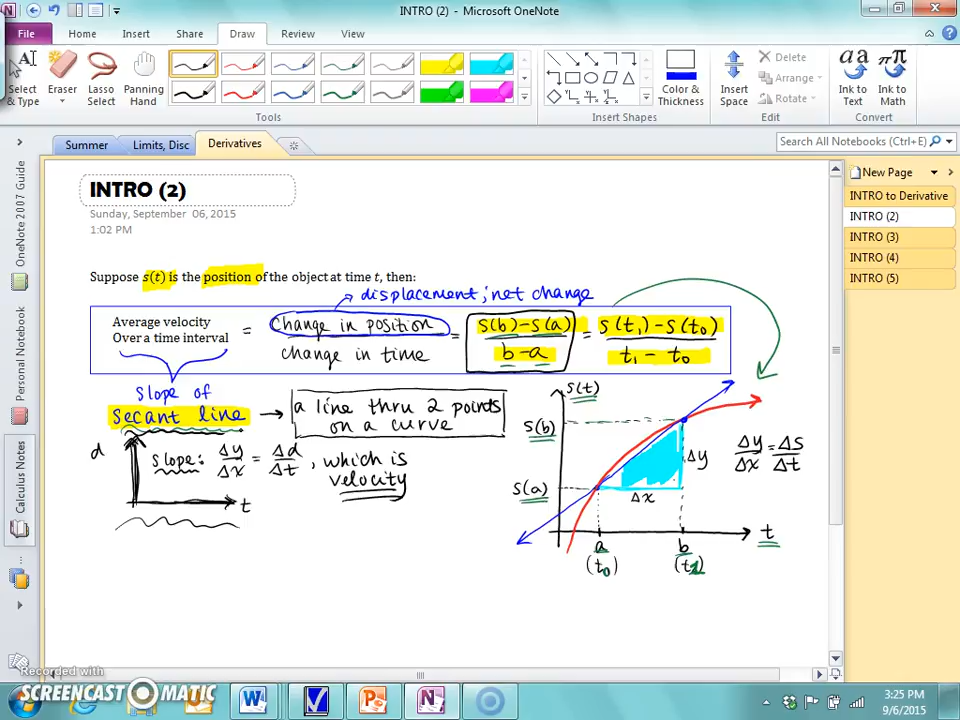 INTRO (2) - Microsoft OneNote
File Home Insert Share Draw Review View
Select & Type
Eraser
Lasso Select
Panning Hand
Color & Thickness
Insert Space
Delete
Arrange
Rotate
Ink to Text
Ink to Math
Tools
Insert Shapes
Edit
Convert
Summer
Limits, Disc
Derivatives
Search All Notebooks (Ctrl+E)
New Page
INTRO to Derivative
INTRO (2)
INTRO (3)
INTRO (4)
INTRO (5)
OneNote 2007 Guide
Personal Notebook
Calculus Notes
INTRO (2)
Sunday, September 06, 2015
1:02 PM
Suppose s(t) is the position of the object at time t, then:
displacement; net change
Average velocity
Over a time interval
= change in position / change in time = s(b)-s(a) / b-a = s(t₁)-s(t₀) / t₁-t₀
slope of
secant line → a line thru 2 points
on a curve
d
t
slope: Δy/Δx = Δd/Δt, which is
velocity
s(t)
s(b)
s(a)
Δy
Δx
Δy/Δx = Δs/Δt
t
a
(t₀)
b
(t₁)
Recorded with
SCREENCAST-O-MATIC
3:25 PM
9/6/2015